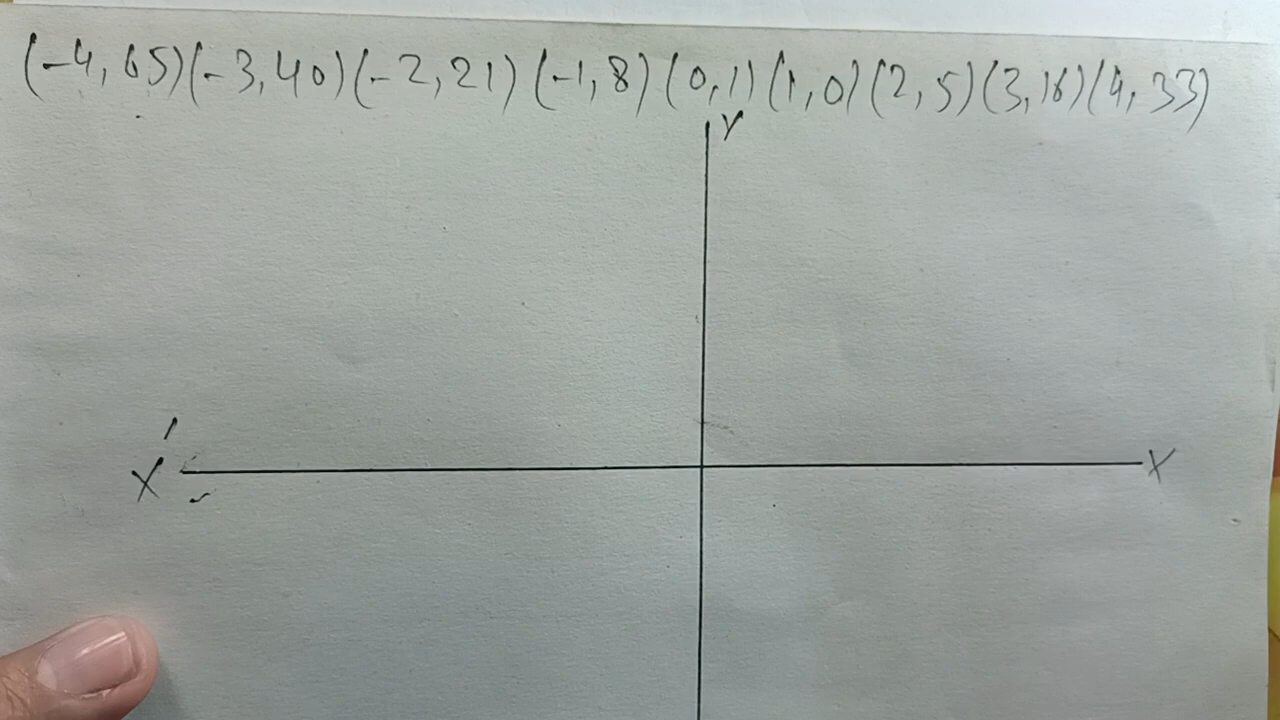 (-4, 65)(-3, 40)(-2, 21)(-1, 8)(0, 1)(1, 0)(2, 5)(3, 16)(4, 33)
Y
X'
X